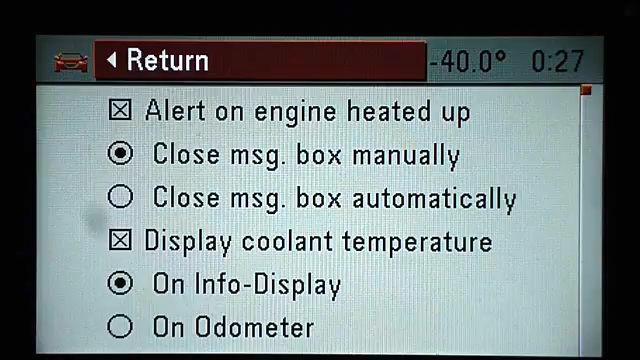 Return -40.0° 0:27
Alert on engine heated up
Close msg. box manually
Close msg. box automatically
Display coolant temperature
On Info-Display
On Odometer